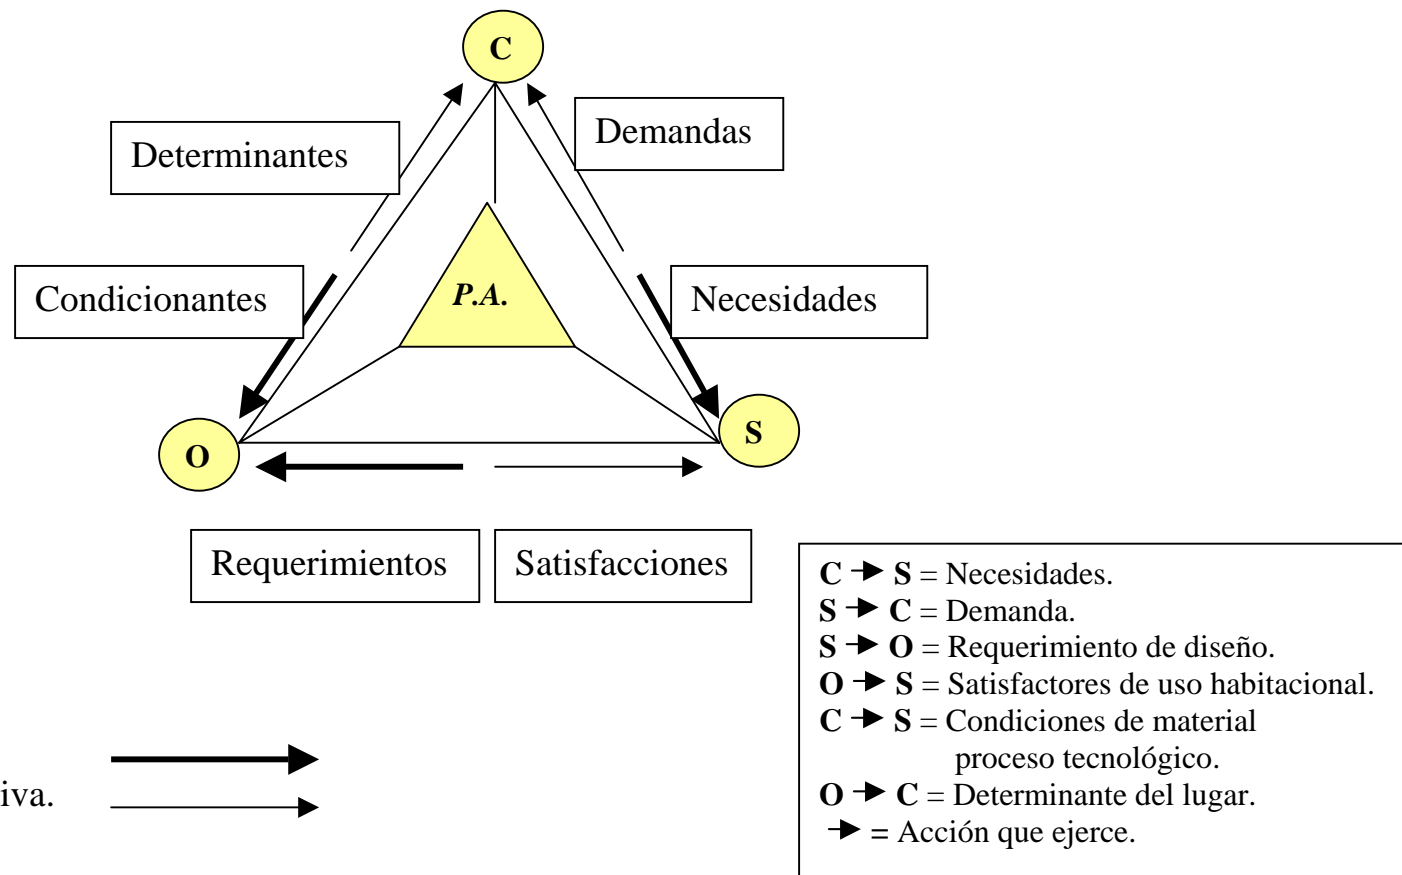 C
Demandas
Determinantes
Condicionantes
P.A.
Necesidades
O
S
Requerimientos
Satisfacciones
C → S = Necesidades.
S → C = Demanda.
S → O = Requerimiento de diseño.
O → S = Satisfactores de uso habitacional.
C → S = Condiciones de material
proceso tecnológico.
O → C = Determinante del lugar.
→ = Acción que ejerce.
iva.